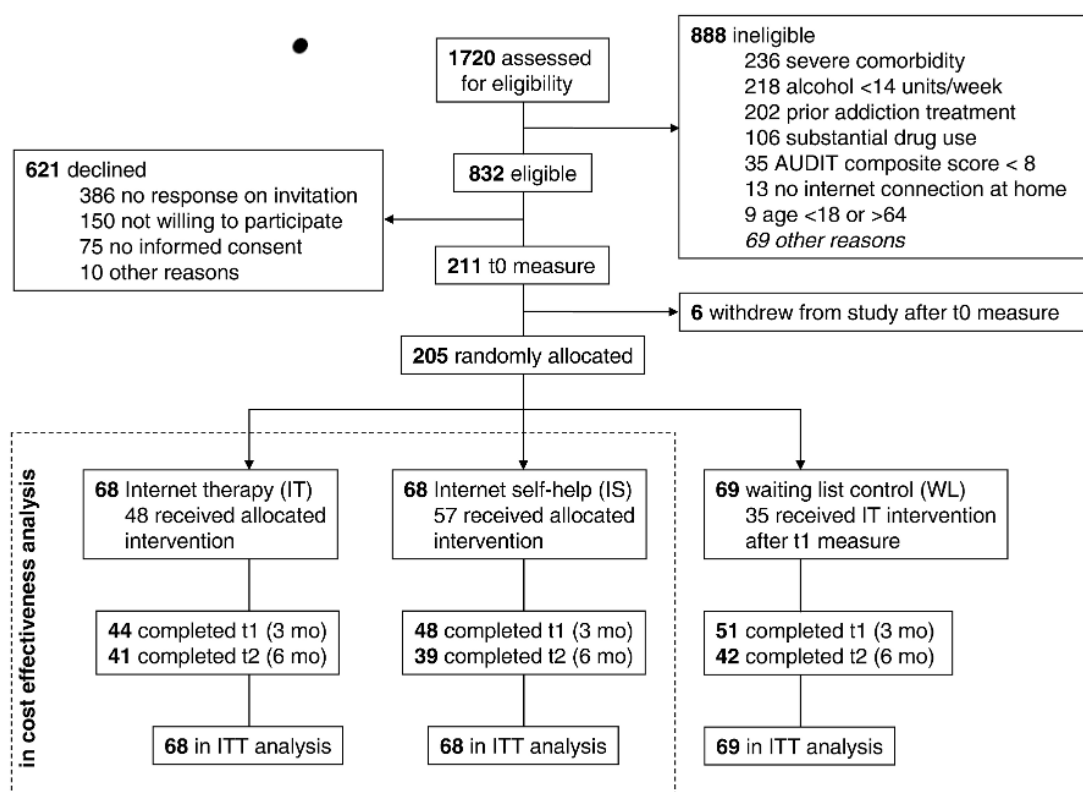 1720 assessed
for eligibility
888 ineligible
236 severe comorbidity
218 alcohol <14 units/week
202 prior addiction treatment
106 substantial drug use
35 AUDIT composite score < 8
13 no internet connection at home
9 age <18 or >64
69 other reasons
832 eligible
621 declined
386 no response on invitation
150 not willing to participate
75 no informed consent
10 other reasons
211 t0 measure
6 withdrew from study after t0 measure
205 randomly allocated
in cost effectiveness analysis
68 Internet therapy (IT)
48 received allocated
intervention
68 Internet self-help (IS)
57 received allocated
intervention
69 waiting list control (WL)
35 received IT intervention
after t1 measure
44 completed t1 (3 mo)
41 completed t2 (6 mo)
48 completed t1 (3 mo)
39 completed t2 (6 mo)
51 completed t1 (3 mo)
42 completed t2 (6 mo)
68 in ITT analysis
68 in ITT analysis
69 in ITT analysis